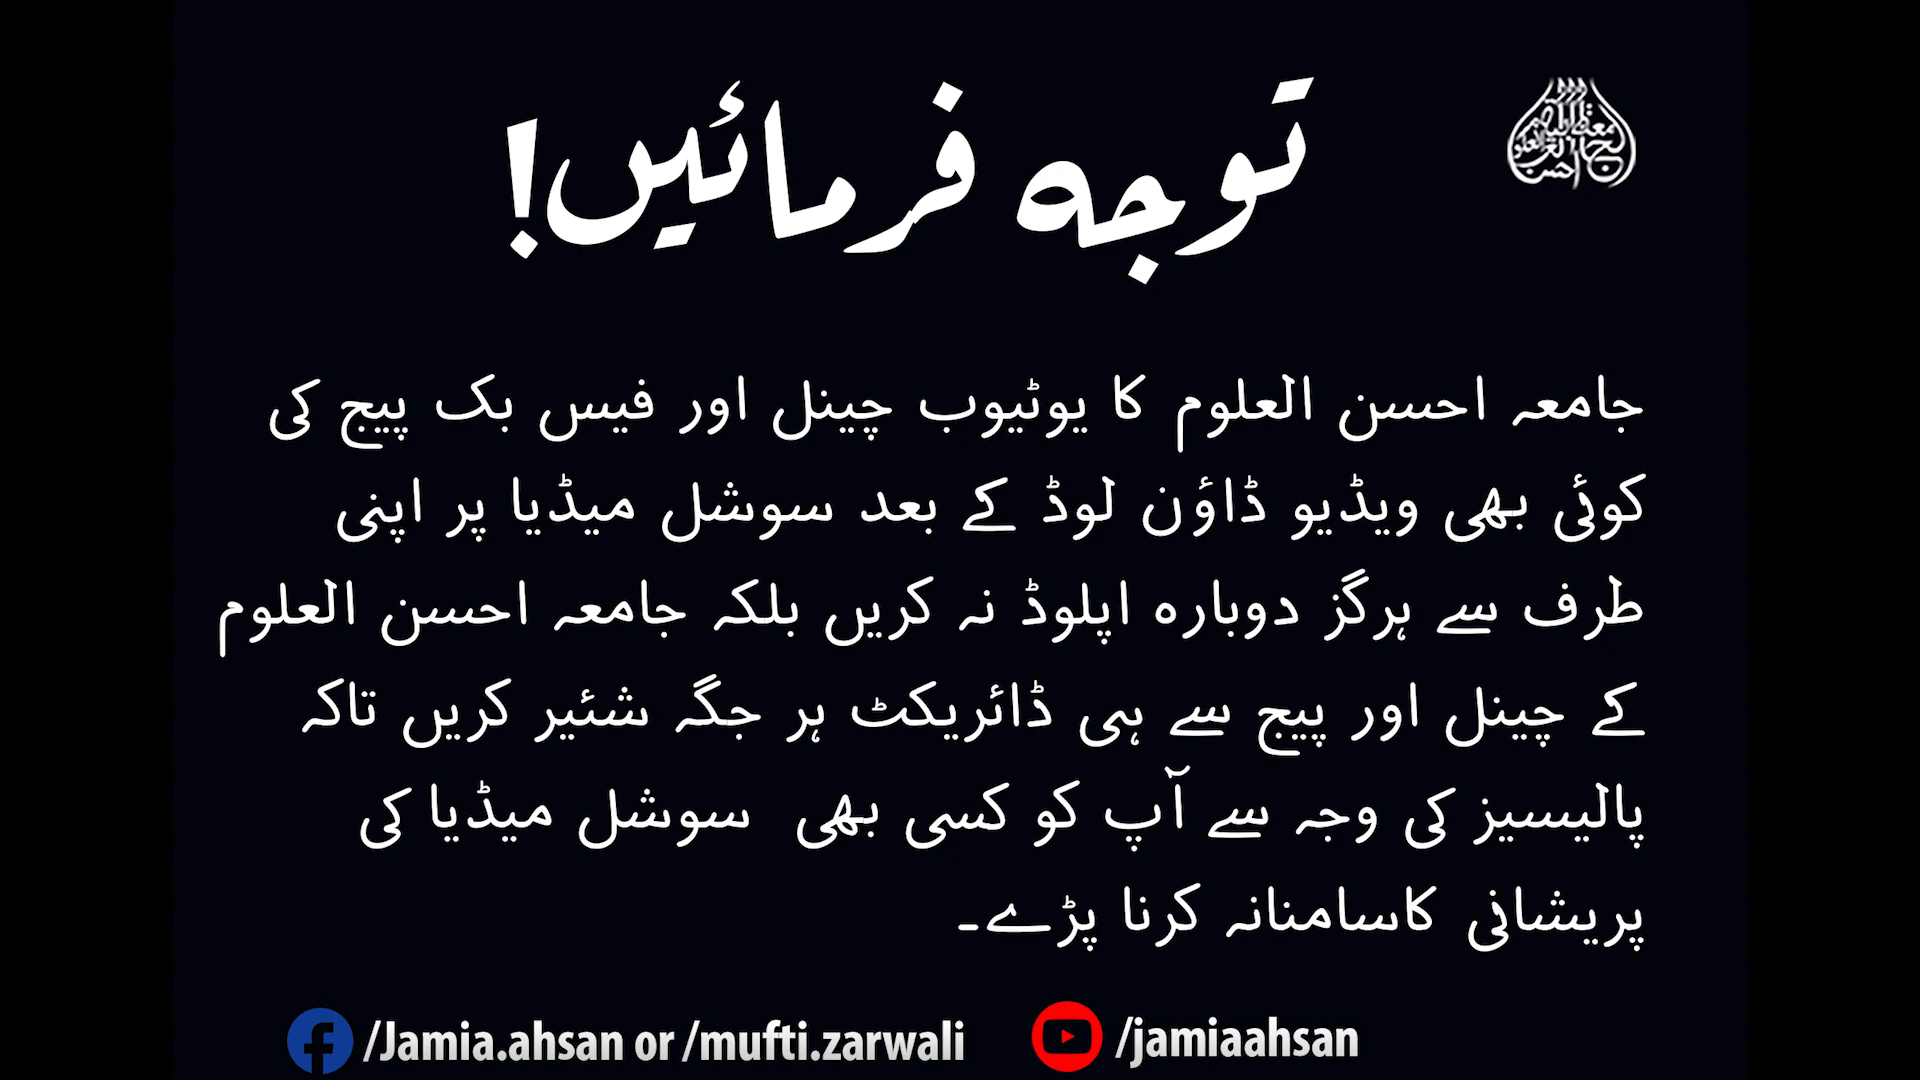 توجہ فرمائیں!
جامعہ احسن العلوم کا یوٹیوب چینل اور فیس بک پیج کی
کوئی بھی ویڈیو ڈاؤن لوڈ کے بعد سوشل میڈیا پر اپنی
طرف سے ہرگز دوبارہ اپلوڈ نہ کریں بلکہ جامعہ احسن العلوم
کے چینل اور پیج سے ہی ڈائریکٹ ہر جگہ شئیر کریں تاکہ
پالیسیز کی وجہ سے آپ کو کسی بھی سوشل میڈیا کی
پریشانی کاسامنانہ کرنا پڑے۔
/Jamia.ahsan or /mufti.zarwali
/jamiaahsan